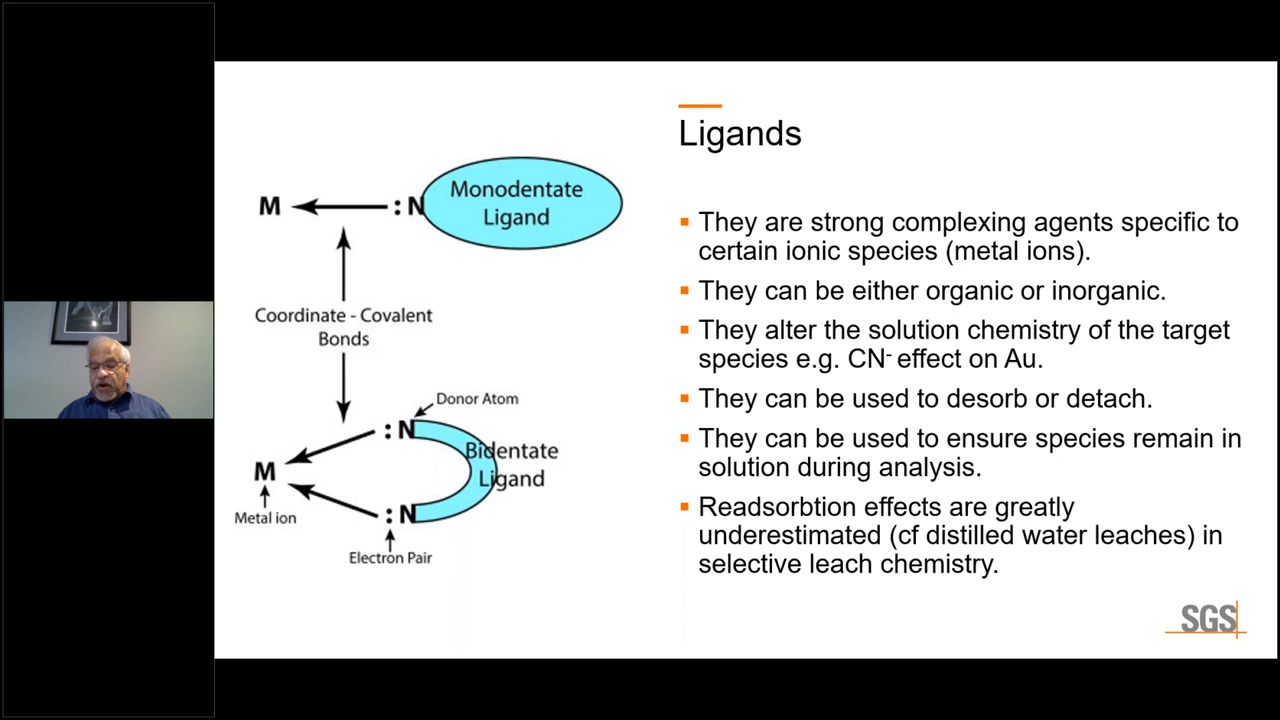 Ligands
M
:N
Monodentate
Ligand
Coordinate - Covalent
Bonds
Donor Atom
:N
Bidentate
Ligand
M
Metal ion
:N
Electron Pair
▪ They are strong complexing agents specific to
certain ionic species (metal ions).
▪ They can be either organic or inorganic.
▪ They alter the solution chemistry of the target
species e.g. CN⁻ effect on Au.
▪ They can be used to desorb or detach.
▪ They can be used to ensure species remain in
solution during analysis.
▪ Readsorbtion effects are greatly
underestimated (cf distilled water leaches) in
selective leach chemistry.
SGS